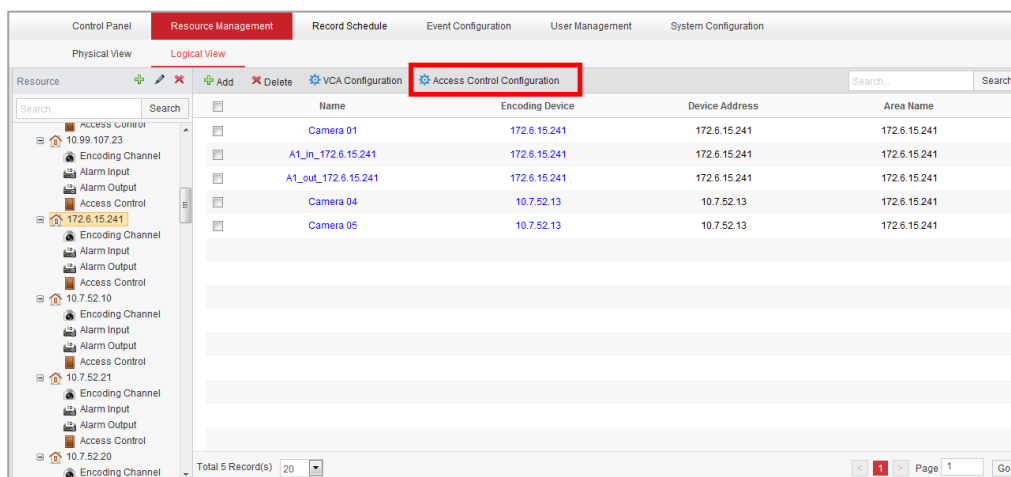 Control Panel Resource Management Record Schedule Event Configuration User Management System Configuration
Physical View Logical View
Resource Add Delete VCA Configuration Access Control Configuration Search... Search
Search... Search Name Encoding Device Device Address Area Name
Access Control
10.99.107.23
Encoding Channel
Alarm Input
Alarm Output
Access Control
172.6.15.241
Encoding Channel
Alarm Input
Alarm Output
Access Control
10.7.52.10
Encoding Channel
Alarm Input
Alarm Output
Access Control
10.7.52.21
Encoding Channel
Alarm Input
Alarm Output
Access Control
10.7.52.20
Encoding Channel
Camera 01 172.6.15.241 172.6.15.241 172.6.15.241
A1_in_172.6.15.241 172.6.15.241 172.6.15.241 172.6.15.241
A1_out_172.6.15.241 172.6.15.241 172.6.15.241 172.6.15.241
Camera 04 10.7.52.13 10.7.52.13 172.6.15.241
Camera 05 10.7.52.13 10.7.52.13 172.6.15.241
Total 5 Record(s) 20 < 1 > Page 1 Go